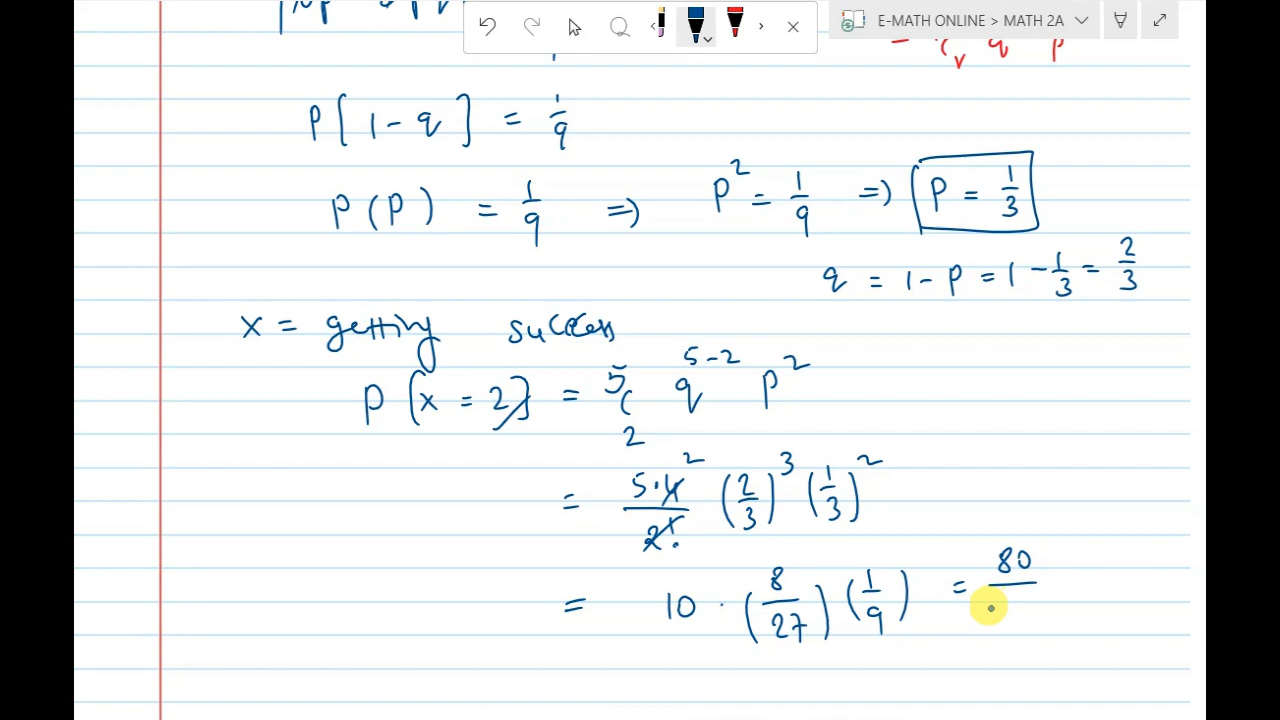 E-MATH ONLINE > MATH 2A
P[1 - q] = 1/9
P(P) = 1/9 => P² = 1/9 => P = 1/3
q = 1 - P = 1 - 1/3 = 2/3
x = getting success
P[x = 2] = ⁵C₂ q⁵⁻² P²
= 5·4²/2! (2/3)³ (1/3)²
= 10 · (8/27) (1/9) = 80